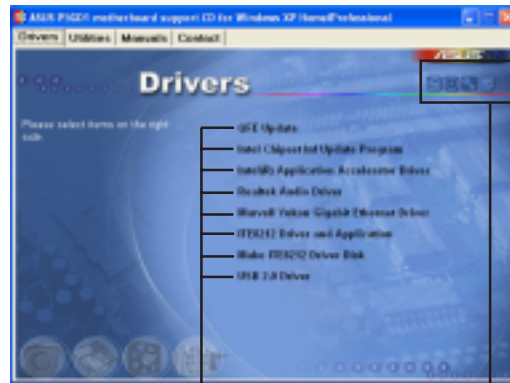 ASUS P5GD1 motherboard support CD for Windows XP Home/Professional
Drivers Utilities Manuals Contact
ASUS
Drivers
Please select items on the right side.
QFE Update
Intel Chipset Inf Update Program
Intel(R) Application Accelerator Driver
Realtek Audio Driver
Marvell Yukon Gigabit Ethernet Driver
ITE8212 Driver and Application
Make ITE8212 Driver Disk
USB 2.0 Driver